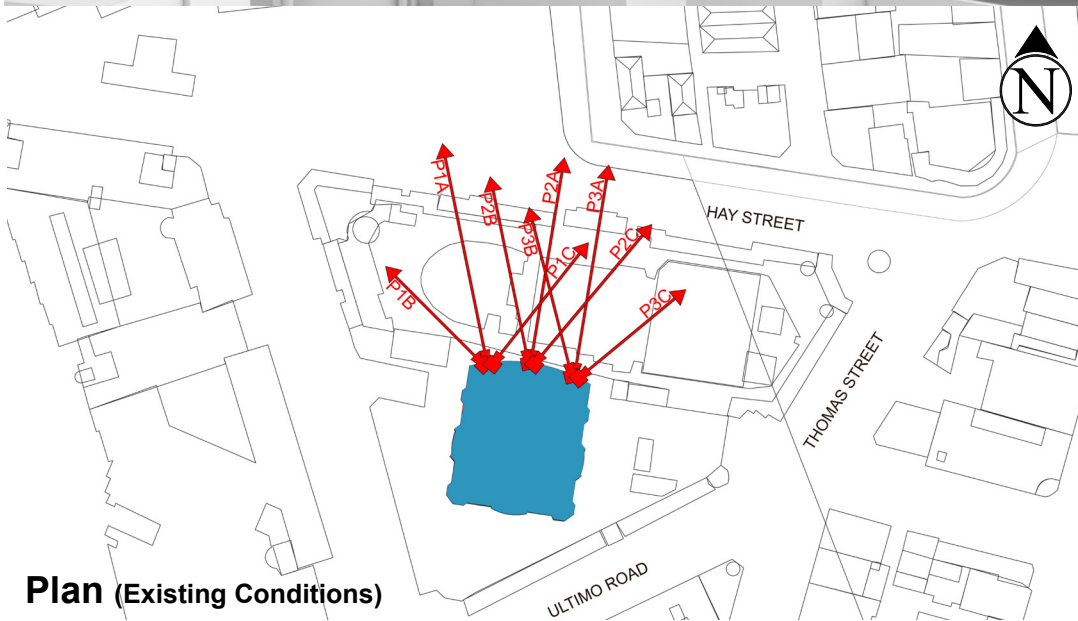 N
P1A
P2B
P2A
P3A
P3B
P1C
P2C
HAY STREET
P1B
P3C
THOMAS STREET
ULTIMO ROAD
Plan (Existing Conditions)